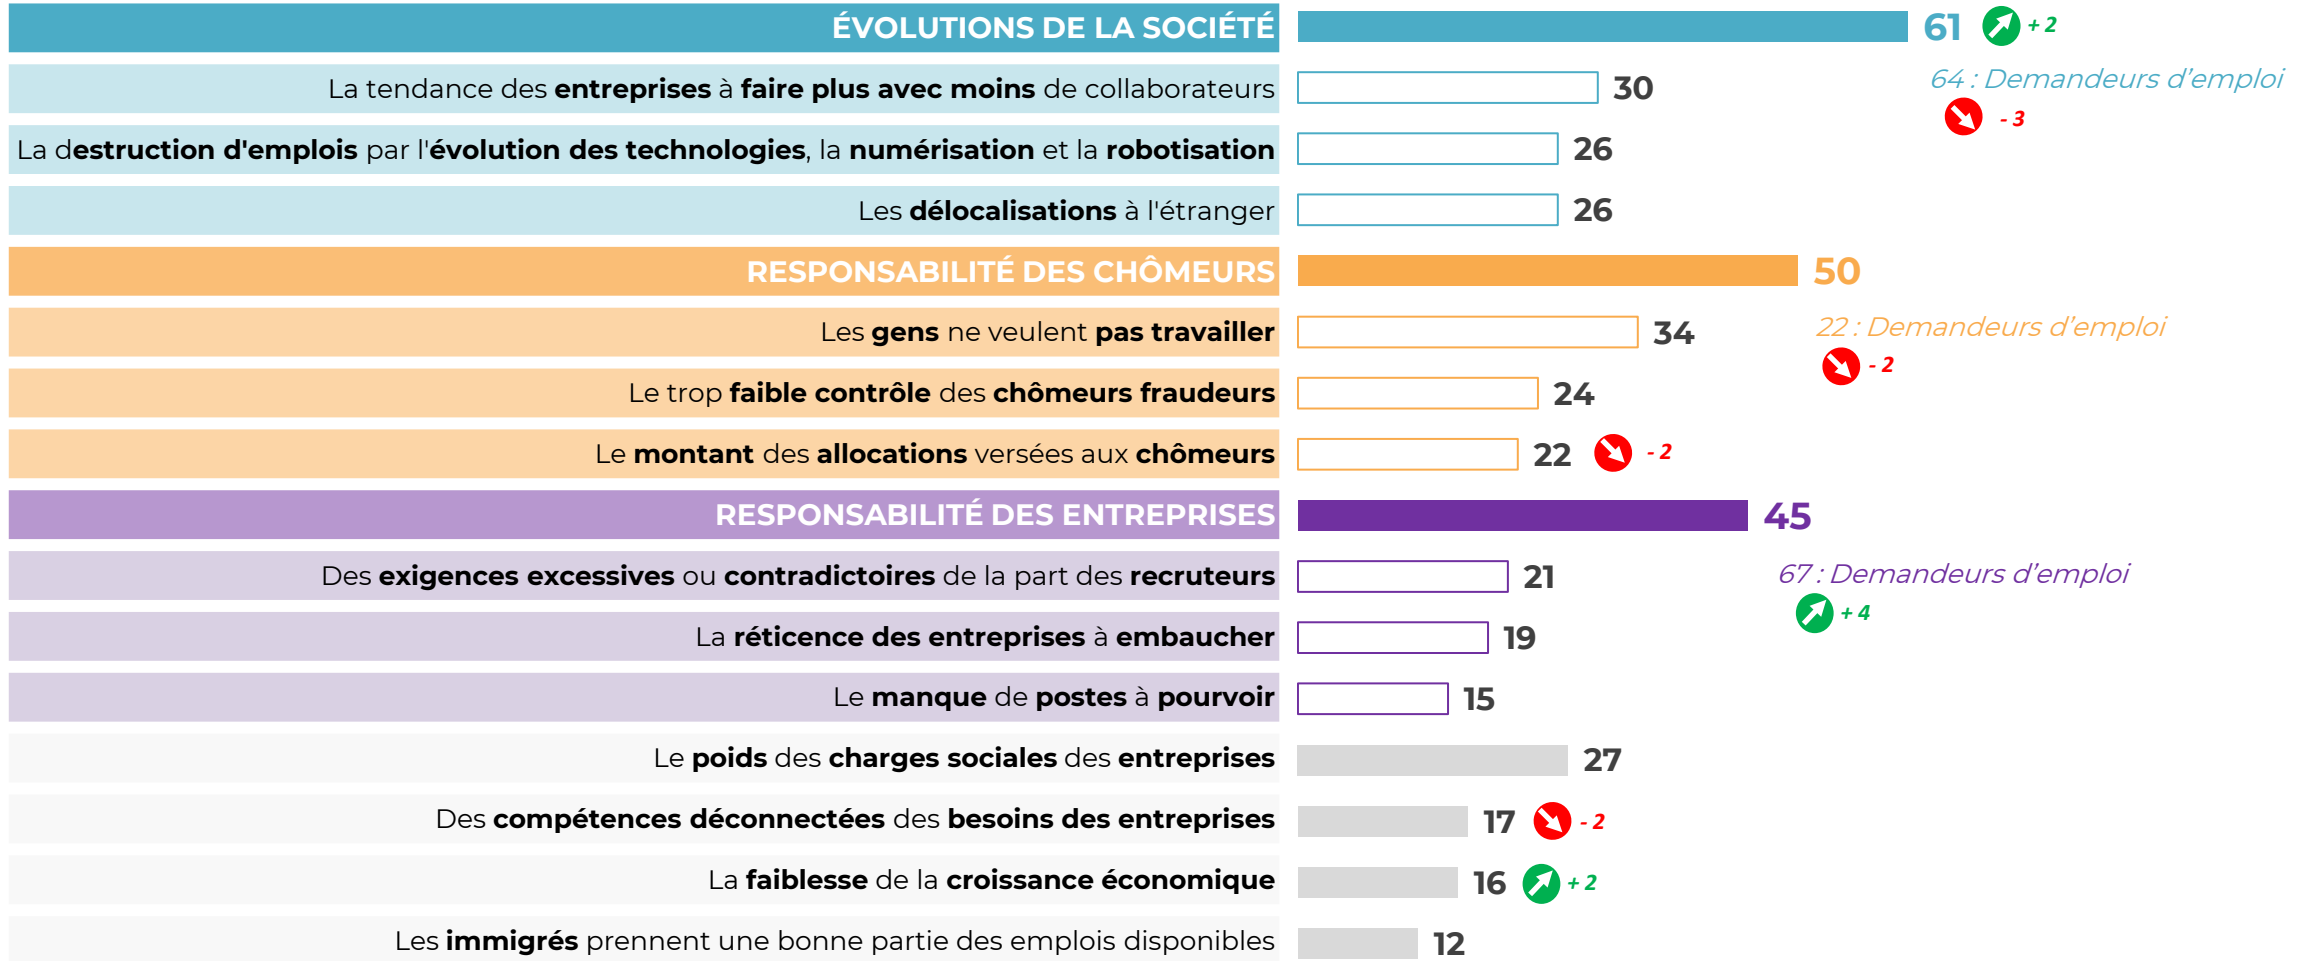 ÉVOLUTIONS DE LA SOCIÉTÉ 61 + 2
64 : Demandeurs d'emploi
- 3
La tendance des entreprises à faire plus avec moins de collaborateurs 30
La destruction d'emplois par l'évolution des technologies, la numérisation et la robotisation 26
Les délocalisations à l'étranger 26
RESPONSABILITÉ DES CHÔMEURS 50
22 : Demandeurs d'emploi
- 2
Les gens ne veulent pas travailler 34
Le trop faible contrôle des chômeurs fraudeurs 24
Le montant des allocations versées aux chômeurs 22 - 2
RESPONSABILITÉ DES ENTREPRISES 45
67 : Demandeurs d'emploi
+ 4
Des exigences excessives ou contradictoires de la part des recruteurs 21
La réticence des entreprises à embaucher 19
Le manque de postes à pourvoir 15
Le poids des charges sociales des entreprises 27
Des compétences déconnectées des besoins des entreprises 17 - 2
La faiblesse de la croissance économique 16 + 2
Les immigrés prennent une bonne partie des emplois disponibles 12